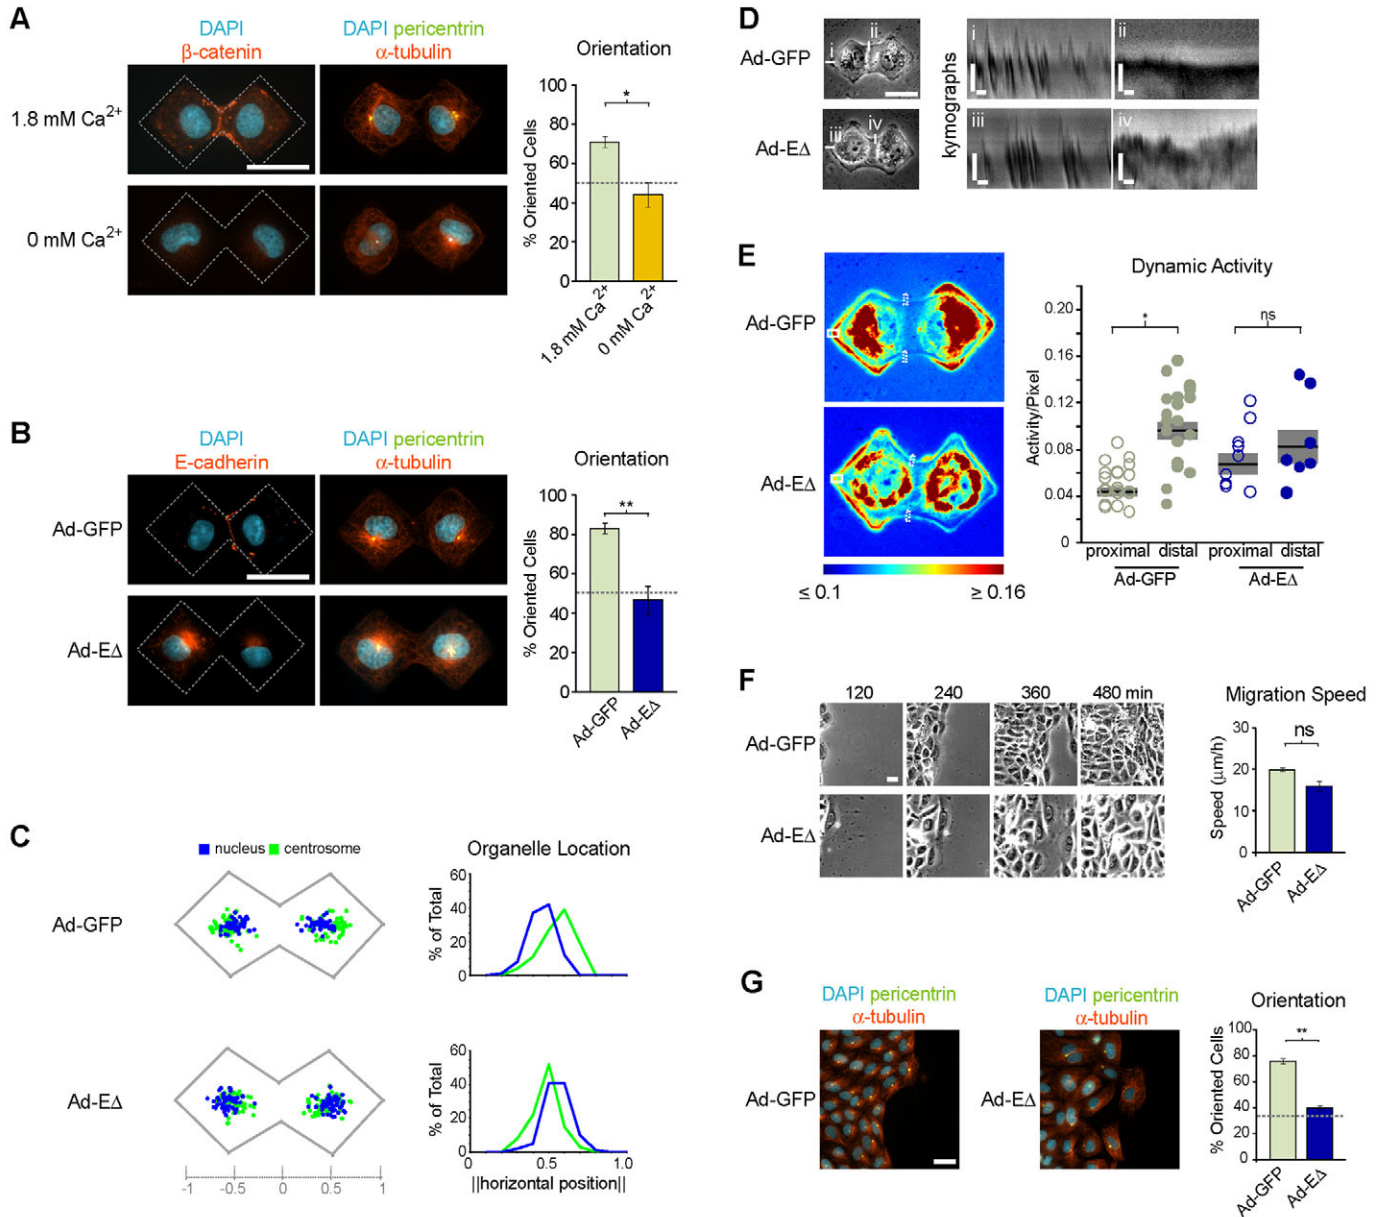 A
DAPI
β-catenin
DAPI pericentrin
α-tubulin
Orientation
1.8 mM Ca2+
0 mM Ca2+
% Oriented Cells
100
80
60
40
20
0
*
1.8 mM Ca2+
0 mM Ca2+
B
DAPI
E-cadherin
DAPI pericentrin
α-tubulin
Orientation
Ad-GFP
Ad-EΔ
% Oriented Cells
100
80
60
40
20
0
**
Ad-GFP
Ad-EΔ
C
nucleus centrosome
Organelle Location
Ad-GFP
% of Total
60
40
20
0
Ad-EΔ
% of Total
60
40
20
0
0 0.5 1.0
||horizontal position||
-1 -0.5 0 0.5 1
D
Ad-GFP
Ad-EΔ
i
ii
iii
iv
kymographs
i
ii
iii
iv
E
Ad-GFP
Ad-EΔ
≤ 0.1 ≥ 0.16
Dynamic Activity
Activity/Pixel
0.20
0.16
0.12
0.08
0.04
0
*
ns
proximal distal proximal distal
Ad-GFP Ad-EΔ
F
120 240 360 480 min
Ad-GFP
Ad-EΔ
Migration Speed
Speed (μm/h)
30
20
10
0
ns
Ad-GFP
Ad-EΔ
G
DAPI pericentrin
α-tubulin
DAPI pericentrin
α-tubulin
Orientation
Ad-GFP
Ad-EΔ
% Oriented Cells
100
80
60
40
20
0
**
Ad-GFP
Ad-EΔ